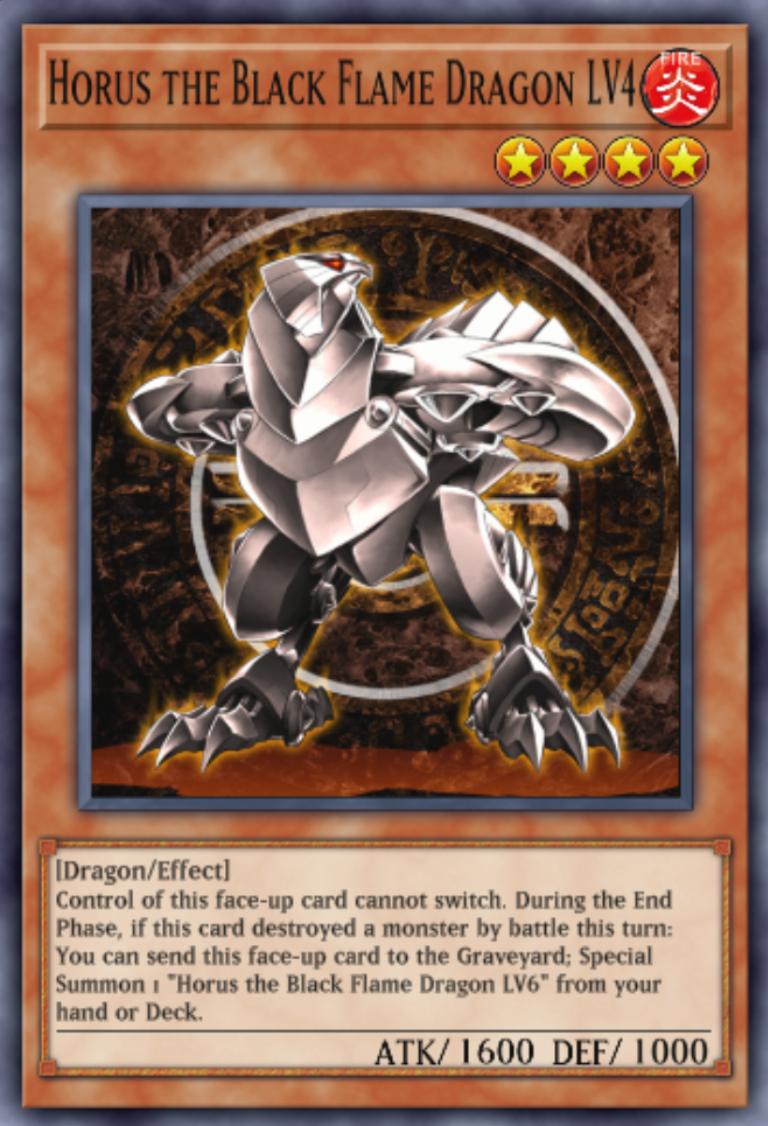 Horus the Black Flame Dragon LV4
FIRE
炎
[Dragon/Effect]
Control of this face-up card cannot switch. During the End
Phase, if this card destroyed a monster by battle this turn:
You can send this face-up card to the Graveyard; Special
Summon 1 "Horus the Black Flame Dragon LV6" from your
hand or Deck.
ATK/ 1600 DEF/ 1000